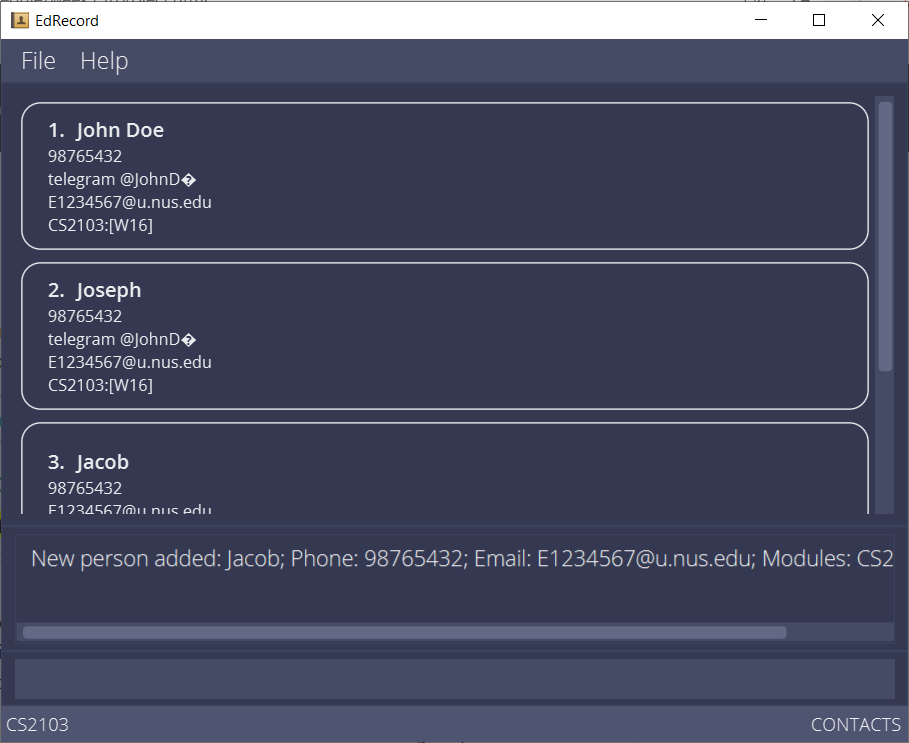 EdRecord
File Help
1. John Doe
98765432
telegram @JohnD�
E1234567@u.nus.edu
CS2103:[W16]
2. Joseph
98765432
telegram @JohnD�
E1234567@u.nus.edu
CS2103:[W16]
3. Jacob
98765432
E1234567@u.nus.edu
New person added: Jacob; Phone: 98765432; Email: E1234567@u.nus.edu; Modules: CS2
CS2103 CONTACTS